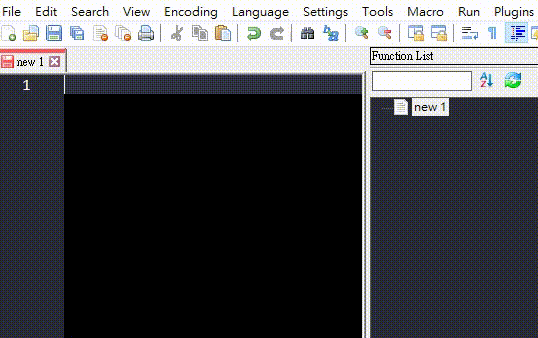 File Edit Search View Encoding Language Settings Tools Macro Run Plugins
new 1
Function List
1
new 1